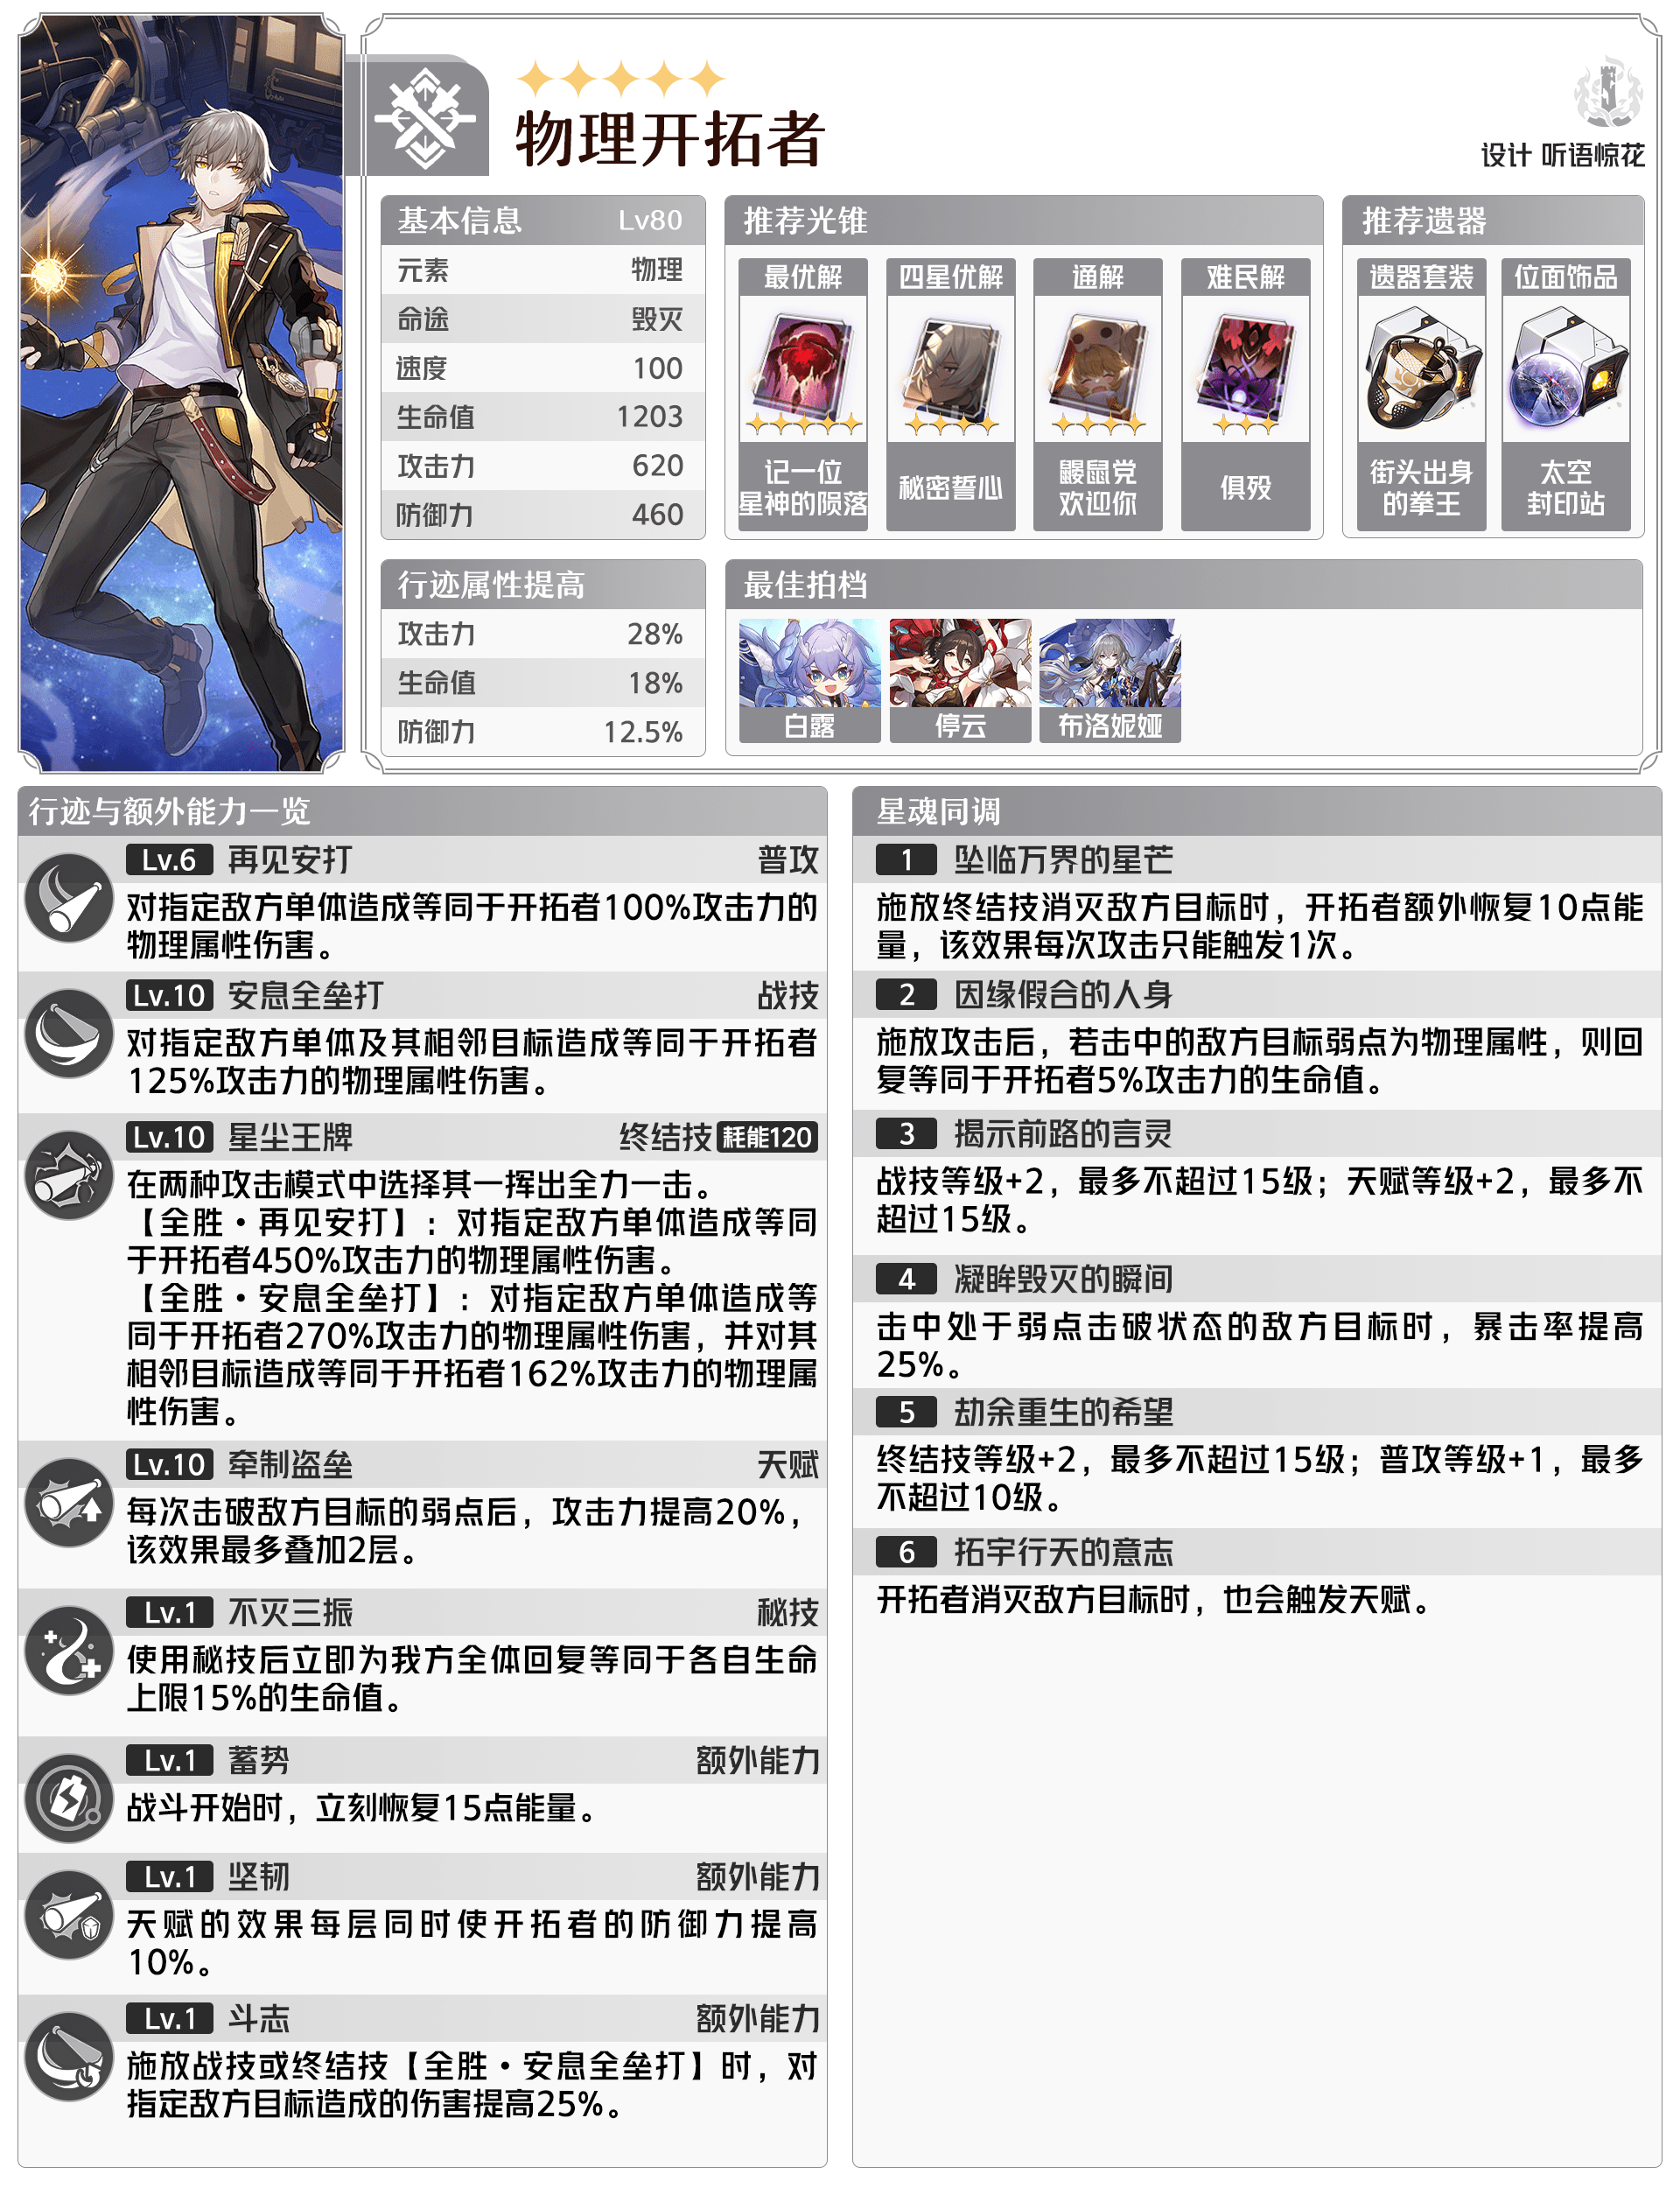 物理开拓者
设计 听语惊花
基本信息 Lv80
元素 物理
命途 毁灭
速度 100
生命值 1203
攻击力 620
防御力 460
推荐光锥
最优解
记一位
星神的陨落
四星优解
秘密誓心
通解
鼹鼠党
欢迎你
难民解
俱殁
推荐遗器
遗器套装
街头出身
的拳王
位面饰品
太空
封印站
行迹属性提高
攻击力 28%
生命值 18%
防御力 12.5%
最佳拍档
白露
停云
布洛妮娅
行迹与额外能力一览
Lv.6 再见安打 普攻
对指定敌方单体造成等同于开拓者100%攻击力的
物理属性伤害。
Lv.10 安息全垒打 战技
对指定敌方单体及其相邻目标造成等同于开拓者
125%攻击力的物理属性伤害。
Lv.10 星尘王牌 终结技 耗能120
在两种攻击模式中选择其一挥出全力一击。
【全胜·再见安打】：对指定敌方单体造成等同
于开拓者450%攻击力的物理属性伤害。
【全胜·安息全垒打】：对指定敌方单体造成等
同于开拓者270%攻击力的物理属性伤害，并对其
相邻目标造成等同于开拓者162%攻击力的物理属
性伤害。
Lv.10 牵制盗垒 天赋
每次击破敌方目标的弱点后，攻击力提高20%，
该效果最多叠加2层。
Lv.1 不灭三振 秘技
使用秘技后立即为我方全体回复等同于各自生命
上限15%的生命值。
Lv.1 蓄势 额外能力
战斗开始时，立刻恢复15点能量。
Lv.1 坚韧 额外能力
天赋的效果每层同时使开拓者的防御力提高
10%。
Lv.1 斗志 额外能力
施放战技或终结技【全胜·安息全垒打】时，对
指定敌方目标造成的伤害提高25%。
星魂同调
1 坠临万界的星芒
施放终结技消灭敌方目标时，开拓者额外恢复10点能
量，该效果每次攻击只能触发1次。
2 因缘假合的人身
施放攻击后，若击中的敌方目标弱点为物理属性，则回
复等同于开拓者5%攻击力的生命值。
3 揭示前路的言灵
战技等级+2，最多不超过15级；天赋等级+2，最多不
超过15级。
4 凝眸毁灭的瞬间
击中处于弱点击破状态的敌方目标时，暴击率提高
25%。
5 劫余重生的希望
终结技等级+2，最多不超过15级；普攻等级+1，最多
不超过10级。
6 拓宇行天的意志
开拓者消灭敌方目标时，也会触发天赋。